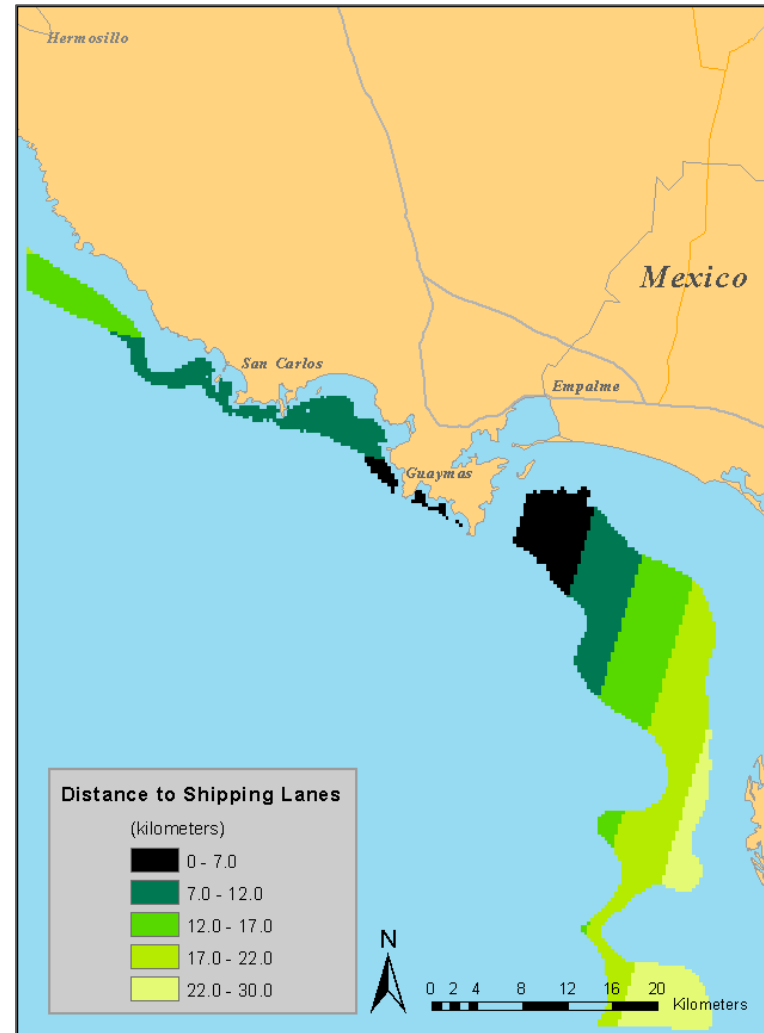 Hermosillo
Mexico
San Carlos
Empalme
Guaymas
Distance to Shipping Lanes
(kilometers)
0 - 7.0
7.0 - 12.0
12.0 - 17.0
17.0 - 22.0
22.0 - 30.0
N
0 2 4 8 12 16 20
Kilometers